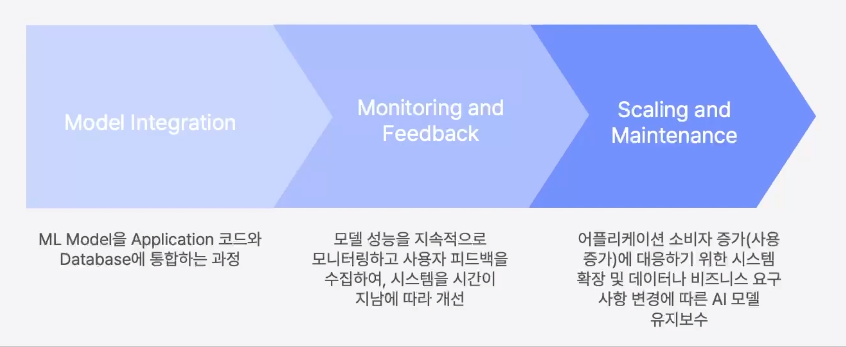 Model Integration
Monitoring and
Feedback
Scaling and
Maintenance
ML Model을 Application 코드와
Database에 통합하는 과정
모델 성능을 지속적으로
모니터링하고 사용자 피드백을
수집하여, 시스템을 시간이
지남에 따라 개선
어플리케이션 소비자 증가(사용
증가)에 대응하기 위한 시스템
확장 및 데이터나 비즈니스 요구
사항 변경에 따른 AI 모델
유지보수